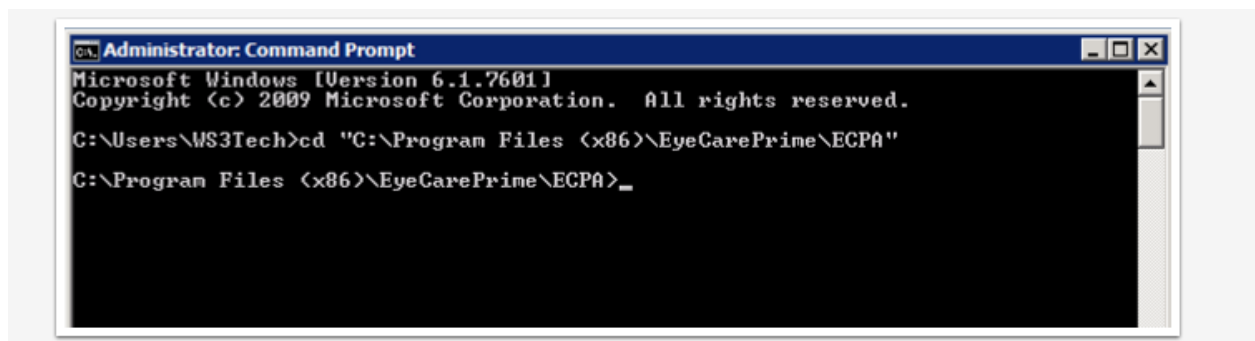 Administrator: Command Prompt
Microsoft Windows [Version 6.1.7601]
Copyright (c) 2009 Microsoft Corporation.  All rights reserved.
C:\Users\WS3Tech>cd "C:\Program Files (x86)\EyeCarePrime\ECPA"
C:\Program Files (x86)\EyeCarePrime\ECPA>_